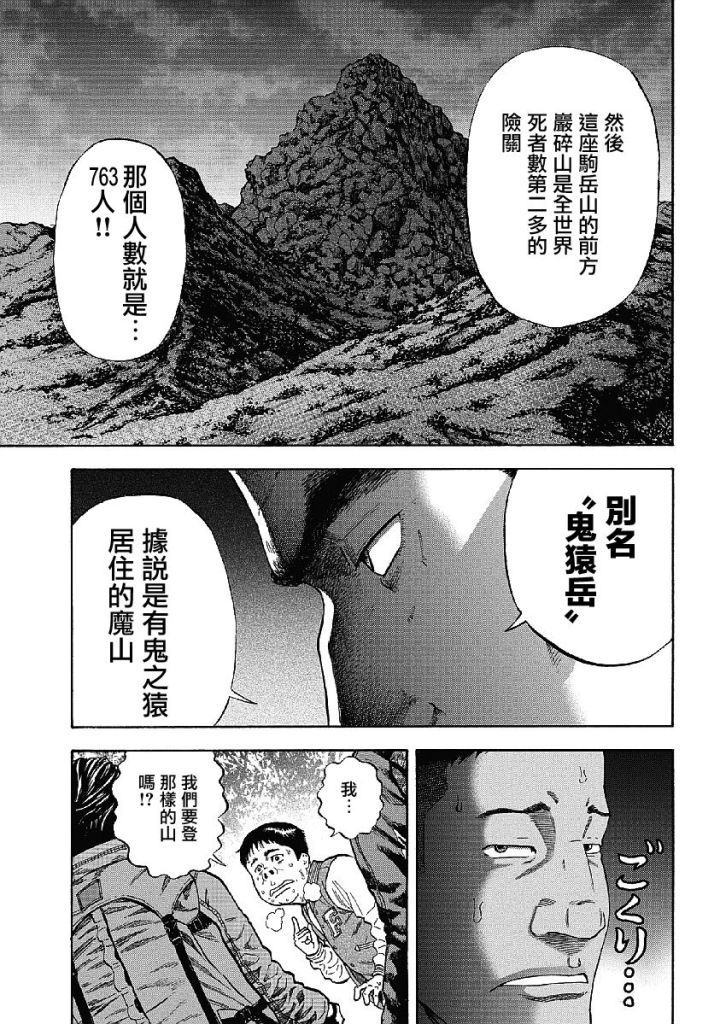 然後
這座駒岳山的前方
巖碎山是全世界
死者數第二多的
險關
那個人數就是…
763人!!
別名
〝鬼猿岳〟
據說是有鬼之猿
居住的魔山
ごくり…
我…
我們要登
那樣的山
嗎!?
F